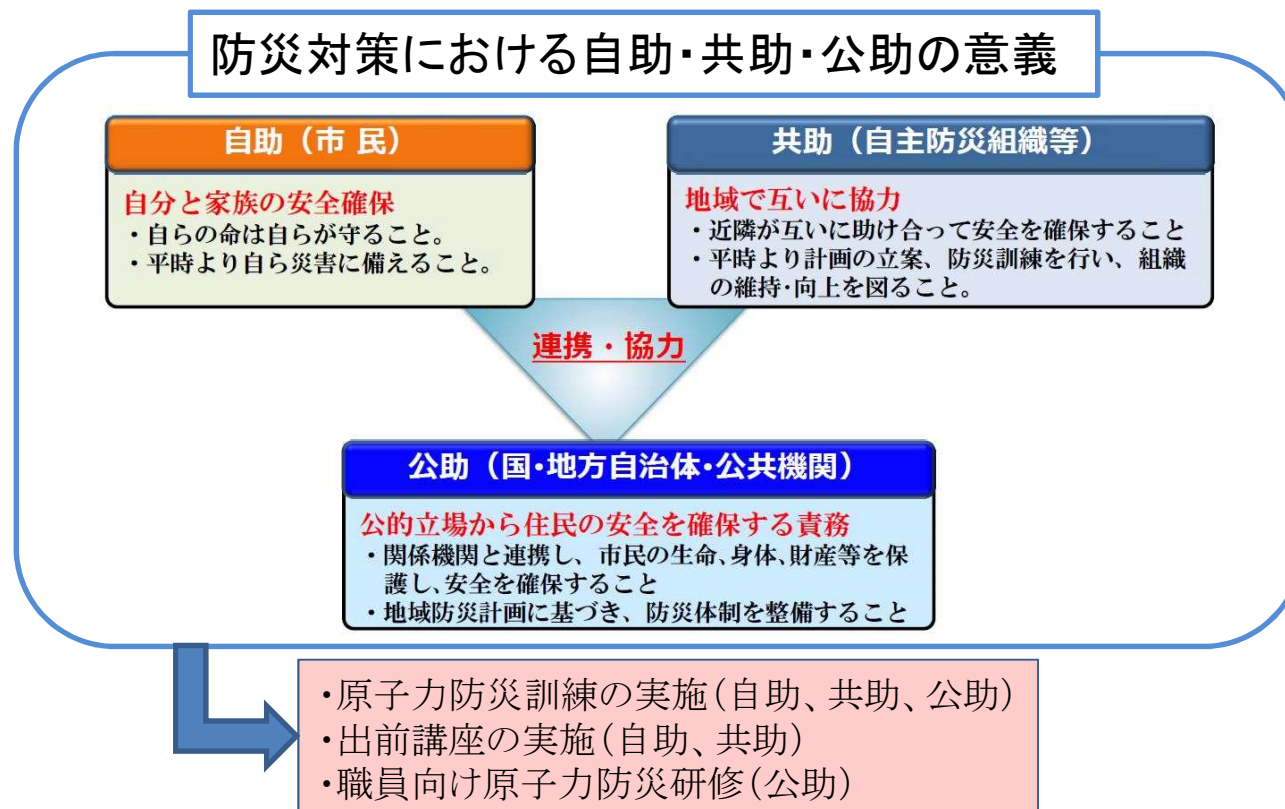 防災対策における自助・共助・公助の意義
自助（市 民）
自分と家族の安全確保
・自らの命は自らが守ること。
・平時より自ら災害に備えること。
共助（自主防災組織等）
地域で互いに協力
・近隣が互いに助け合って安全を確保すること
・平時より計画の立案、防災訓練を行い、組織
の維持・向上を図ること。
連携・協力
公助（国・地方自治体・公共機関）
公的立場から住民の安全を確保する責務
・関係機関と連携し、市民の生命、身体、財産等を保
護し、安全を確保すること
・地域防災計画に基づき、防災体制を整備すること
・原子力防災訓練の実施（自助、共助、公助）
・出前講座の実施（自助、共助）
・職員向け原子力防災研修（公助）